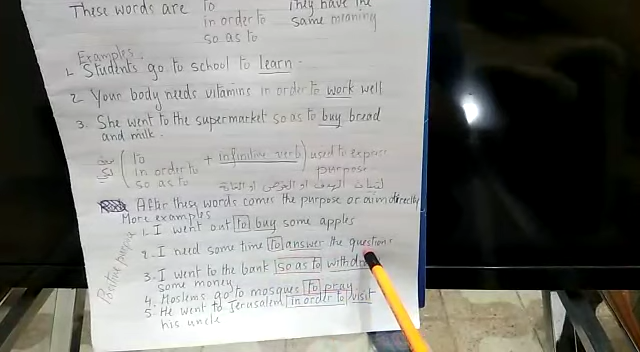 These words are
to They have the
in order to same meaning
so as to
Examples.
1. Students go to school to learn.
2. Your body needs vitamins in order to work well
3. She went to the supermarket so as to buy bread
and milk.
to
in order to + infinitive verb used to express
so as to purpose
After these words comes the purpose or aim directly
More examples
1. I went out to buy some apples
2. I need some time to answer the questions
3. I went to the bank so as to withdra
some money
4. Moslems go to mosques to pray
5. He went to Jerusalem in order to visit
his uncle
Positive purpose